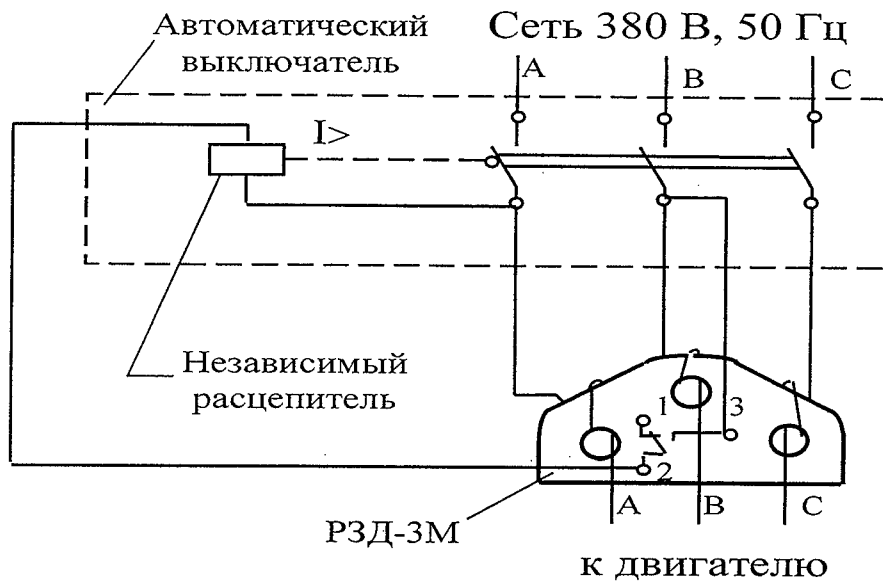 Автоматический
выключатель
Сеть 380 В, 50 Гц
А
В
С
I>
Независимый
расцепитель
1
3
2
РЗД-3М
А
В
С
к двигателю